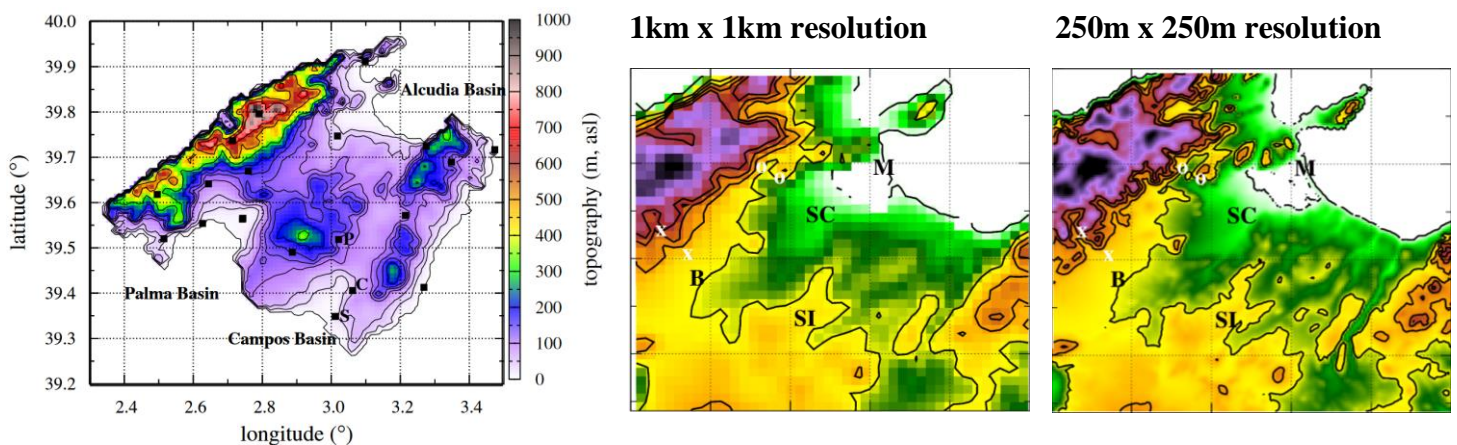 1km x 1km resolution
250m x 250m resolution
40.0
39.9
39.8
39.7
39.6
39.5
39.4
39.3
39.2
latitude (°)
2.4 2.6 2.8 3.0 3.2 3.4
longitude (°)
Alcudia Basin
Palma Basin
Campos Basin
P
C
S
1000
900
800
700
600
500
400
300
200
100
0
topography (m, asl)
M
SC
B
SI
o o
x
x
M
SC
B
SI
o o
x
x